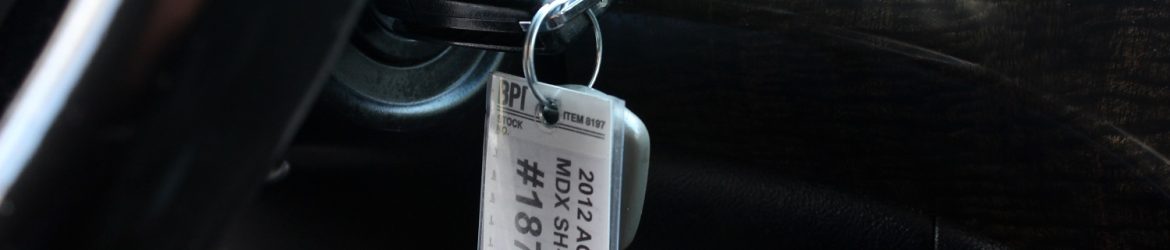 BPI
ITEM 8197
STOCK
NO.
2012 AC
MDX SH
#187